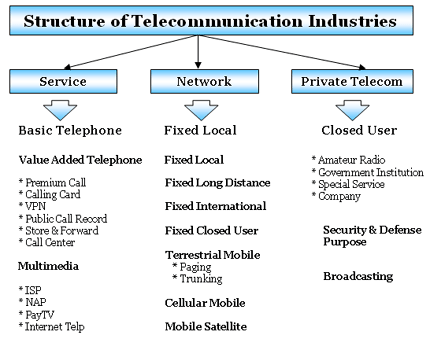 Structure of Telecommunication Industries
Service
Network
Private Telecom
Basic Telephone
Value Added Telephone
* Premium Call
* Calling Card
* VPN
* Public Call Record
* Store & Forward
* Call Center
Multimedia
* ISP
* NAP
* PayTV
* Internet Telp
Fixed Local
Fixed Local
Fixed Long Distance
Fixed International
Fixed Closed User
Terrestrial Mobile
* Paging
* Trunking
Cellular Mobile
Mobile Satellite
Closed User
* Amateur Radio
* Government Institution
* Special Service
* Company
Security & Defense
Purpose
Broadcasting